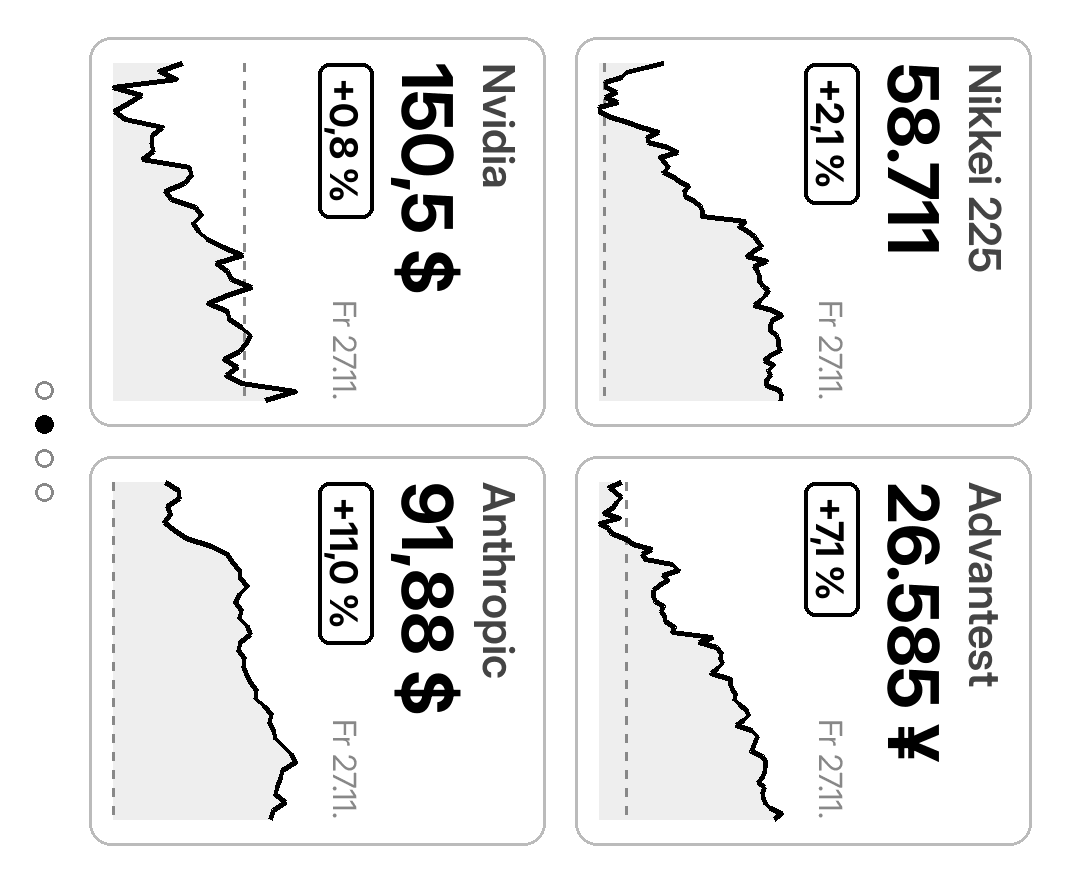 Nikkei 225
58.711
+2,1 %
Fr 27.11.
Advantest
26.585 ¥
+7,1 %
Fr 27.11.
Nvidia
150,5 $
+0,8 %
Fr 27.11.
Anthropic
91,88 $
+11,0 %
Fr 27.11.